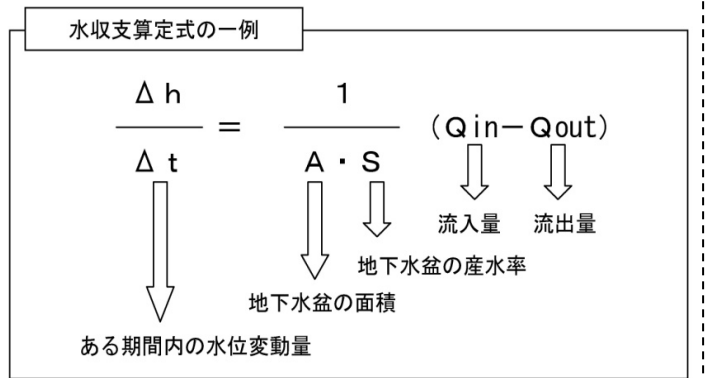 水収支算定式の一例
Δh 1
― = ― (Qin－Qout)
Δt A・S
流入量 流出量
地下水盆の産水率
地下水盆の面積
ある期間内の水位変動量